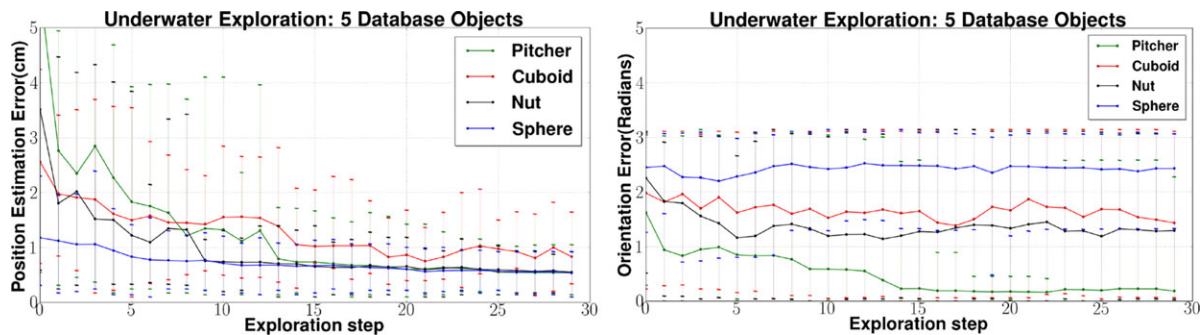 Underwater Exploration: 5 Database Objects
Position Estimation Error(cm)
5
4
3
2
1
0
Pitcher
Cuboid
Nut
Sphere
0 5 10 15 20 25 30
Exploration step
Underwater Exploration: 5 Database Objects
Orientation Error(Radians)
5
4
3
2
1
0
Pitcher
Cuboid
Nut
Sphere
0 5 10 15 20 25 30
Exploration step